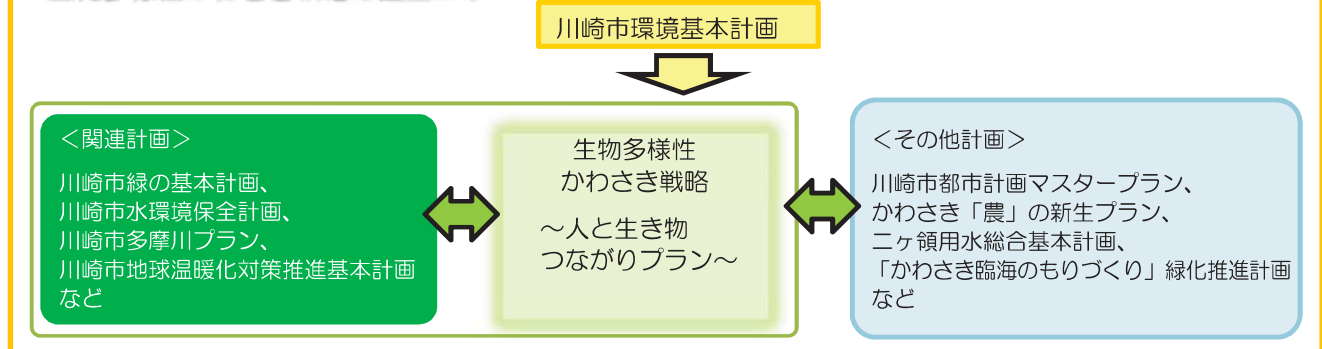 川崎市環境基本計画
＜関連計画＞
川崎市緑の基本計画、
川崎市水環境保全計画、
川崎市多摩川プラン、
川崎市地球温暖化対策推進基本計画
など
生物多様性
かわさき戦略
～人と生き物
つながりプラン～
＜その他計画＞
川崎市都市計画マスタープラン、
かわさき「農」の新生プラン、
二ヶ領用水総合基本計画、
「かわさき臨海のもりづくり」緑化推進計画
など